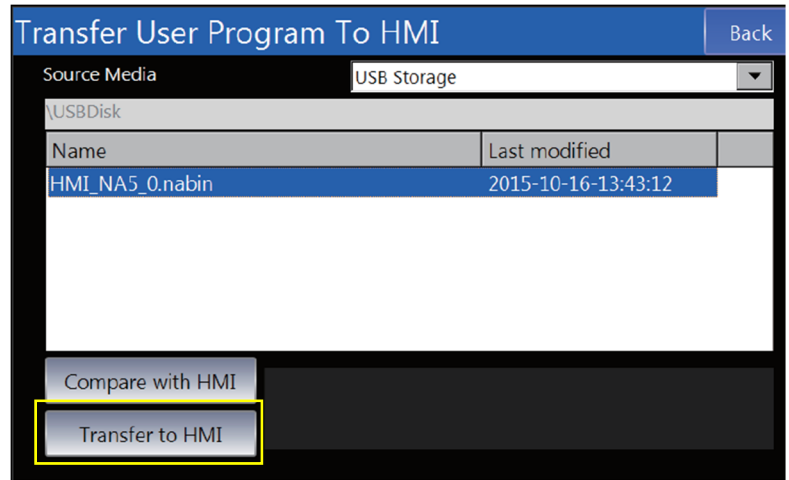 Transfer User Program To HMI Back
Source Media USB Storage
\USBDisk
Name Last modified
HMI_NA5_0.nabin 2015-10-16-13:43:12
Compare with HMI
Transfer to HMI